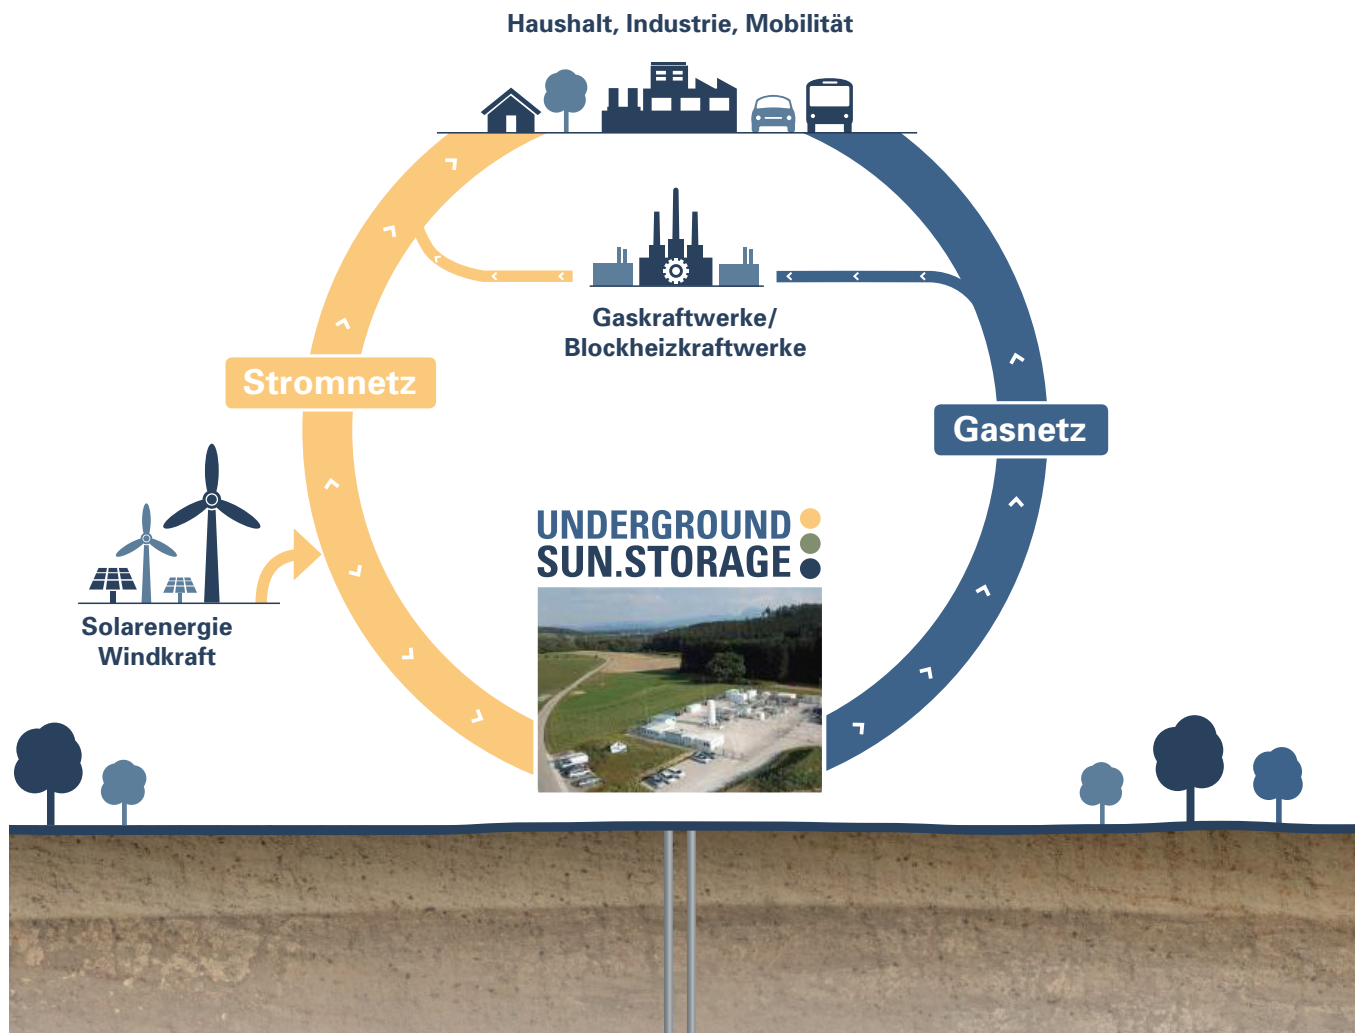 Haushalt, Industrie, Mobilität
Gaskraftwerke/
Blockheizkraftwerke
Stromnetz
Gasnetz
UNDERGROUND
SUN.STORAGE
Solarenergie
Windkraft